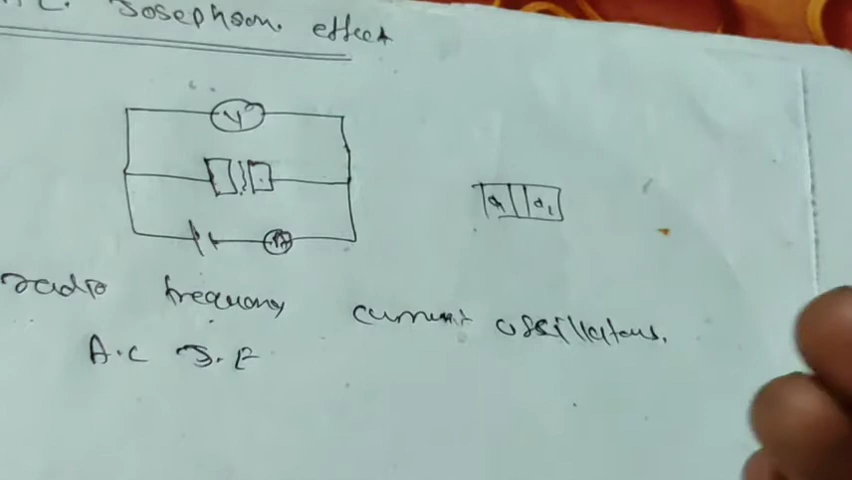 Josephson effect
V
A
radio frequency current oscillations.
A.C J.E